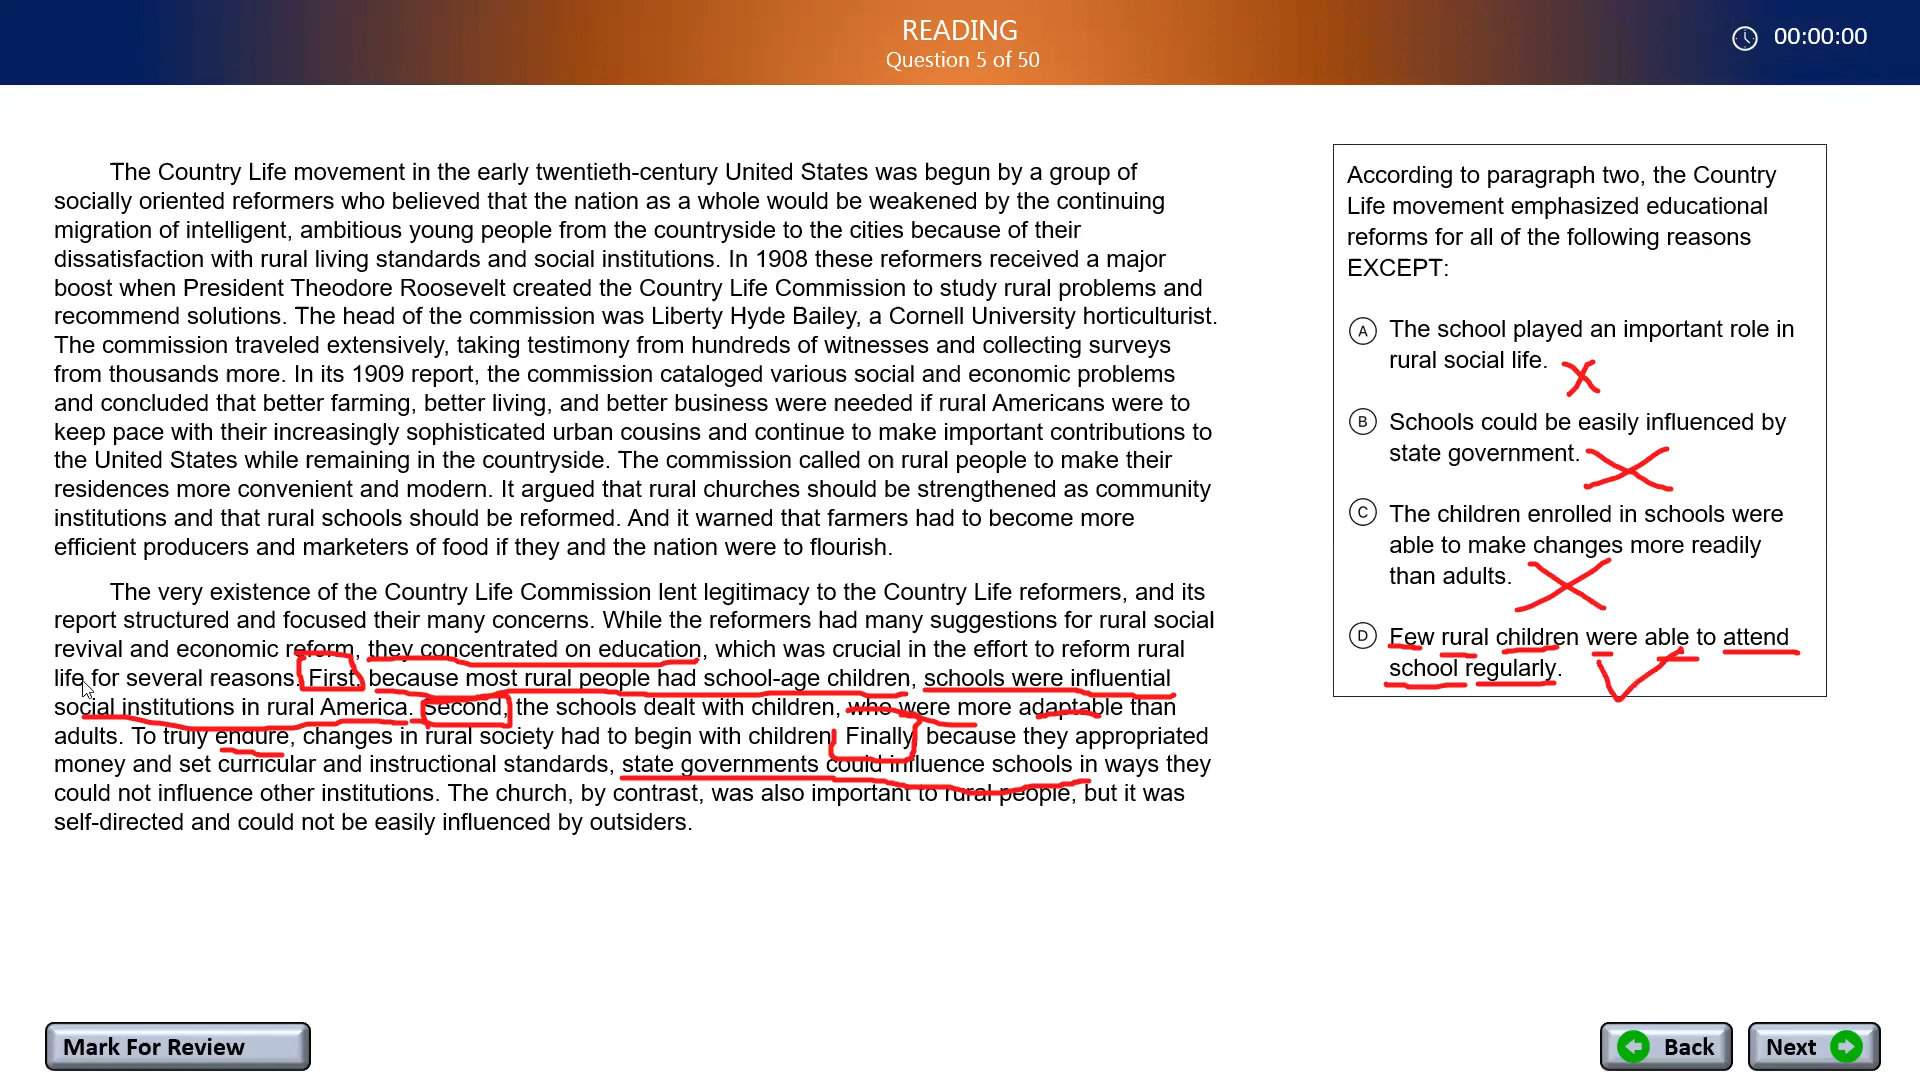 READING
Question 5 of 50
00:00:00
The Country Life movement in the early twentieth-century United States was begun by a group of
socially oriented reformers who believed that the nation as a whole would be weakened by the continuing
migration of intelligent, ambitious young people from the countryside to the cities because of their
dissatisfaction with rural living standards and social institutions. In 1908 these reformers received a major
boost when President Theodore Roosevelt created the Country Life Commission to study rural problems and
recommend solutions. The head of the commission was Liberty Hyde Bailey, a Cornell University horticulturist.
The commission traveled extensively, taking testimony from hundreds of witnesses and collecting surveys
from thousands more. In its 1909 report, the commission cataloged various social and economic problems
and concluded that better farming, better living, and better business were needed if rural Americans were to
keep pace with their increasingly sophisticated urban cousins and continue to make important contributions to
the United States while remaining in the countryside. The commission called on rural people to make their
residences more convenient and modern. It argued that rural churches should be strengthened as community
institutions and that rural schools should be reformed. And it warned that farmers had to become more
efficient producers and marketers of food if they and the nation were to flourish.
The very existence of the Country Life Commission lent legitimacy to the Country Life reformers, and its
report structured and focused their many concerns. While the reformers had many suggestions for rural social
revival and economic reform, they concentrated on education, which was crucial in the effort to reform rural
life for several reasons. First, because most rural people had school-age children, schools were influential
social institutions in rural America. Second, the schools dealt with children, who were more adaptable than
adults. To truly endure, changes in rural society had to begin with children. Finally, because they appropriated
money and set curricular and instructional standards, state governments could influence schools in ways they
could not influence other institutions. The church, by contrast, was also important to rural people, but it was
self-directed and could not be easily influenced by outsiders.
According to paragraph two, the Country
Life movement emphasized educational
reforms for all of the following reasons
EXCEPT:
A The school played an important role in
rural social life.
B Schools could be easily influenced by
state government.
C The children enrolled in schools were
able to make changes more readily
than adults.
D Few rural children were able to attend
school regularly.
Mark For Review
Back
Next